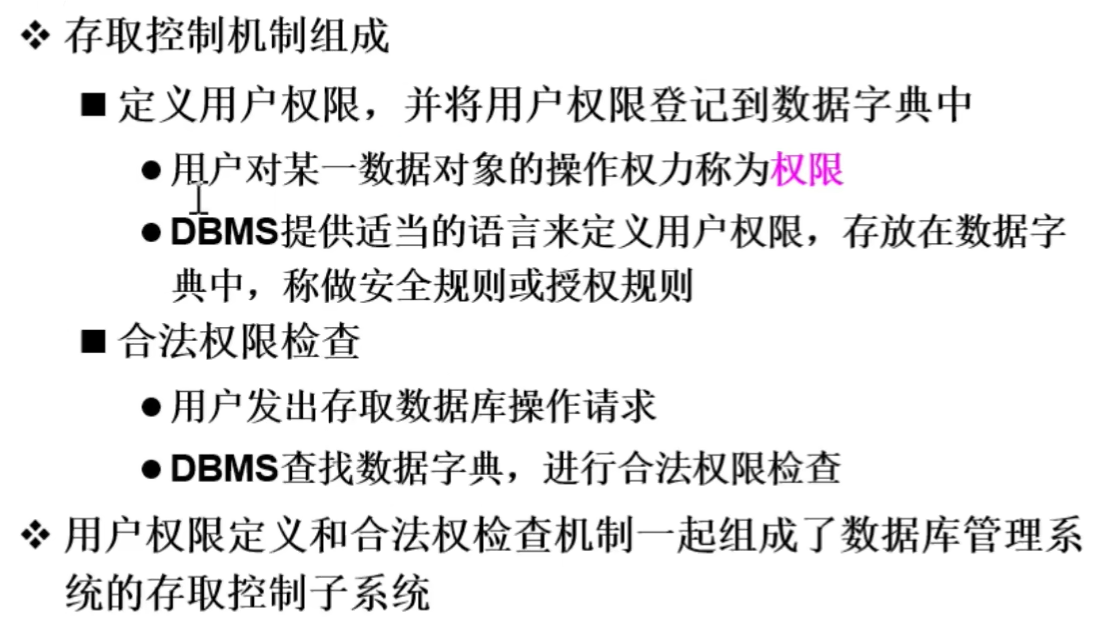 ❖ 存取控制机制组成
■ 定义用户权限，并将用户权限登记到数据字典中
● 用户对某一数据对象的操作权力称为权限
● DBMS提供适当的语言来定义用户权限，存放在数据字
典中，称做安全规则或授权规则
■ 合法权限检查
● 用户发出存取数据库操作请求
● DBMS查找数据字典，进行合法权限检查
❖ 用户权限定义和合法权检查机制一起组成了数据库管理系
统的存取控制子系统